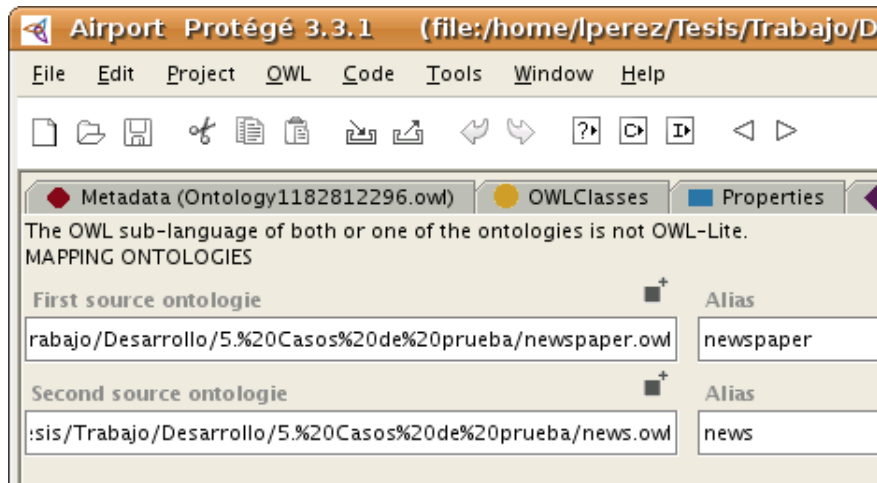 Airport Protégé 3.3.1 (file:/home/lperez/Tesis/Trabajo/D
File Edit Project OWL Code Tools Window Help
? C I
Metadata (Ontology1182812296.owl) OWLClasses Properties
The OWL sub-language of both or one of the ontologies is not OWL-Lite.
MAPPING ONTOLOGIES
First source ontologie Alias
rabajo/Desarrollo/5.%20Casos%20de%20prueba/newspaper.owl newspaper
Second source ontologie Alias
esis/Trabajo/Desarrollo/5.%20Casos%20de%20prueba/news.owl news